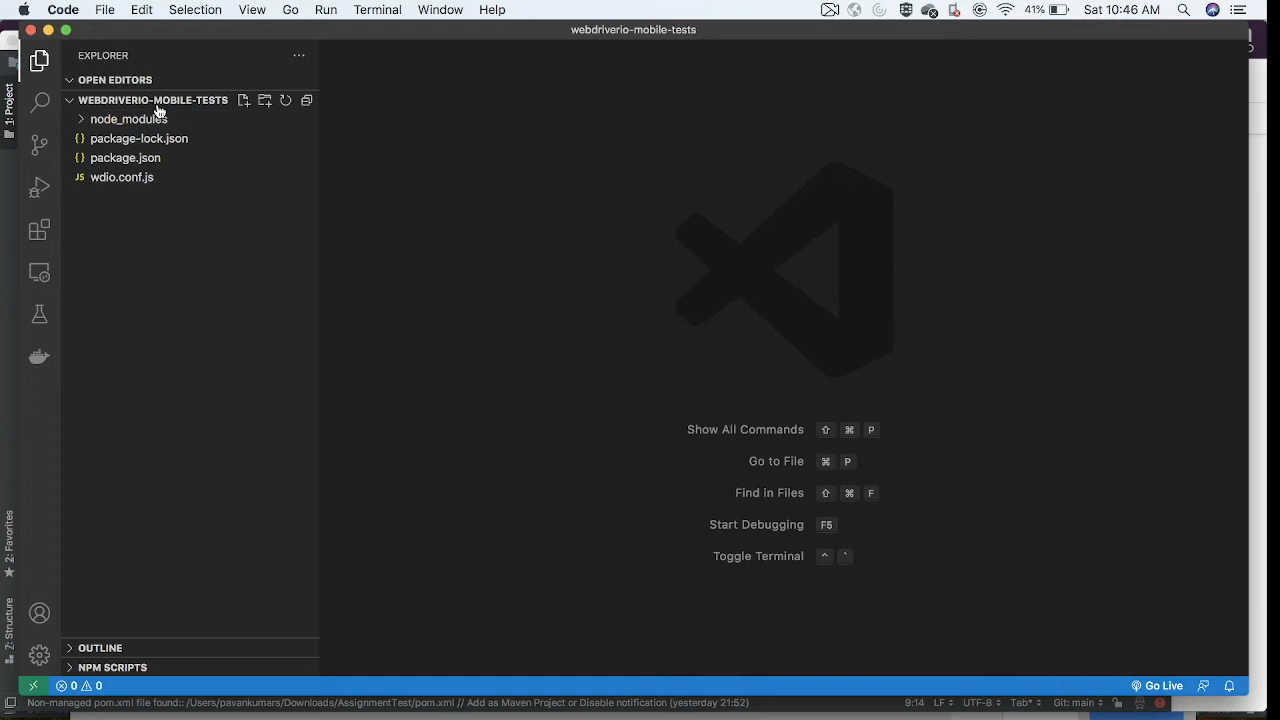 Code File Edit Selection View Go Run Terminal Window Help 41% Sat 10:46 AM
webdriverio-mobile-tests
EXPLORER
OPEN EDITORS
WEBDRIVERIO-MOBILE-TESTS
node_modules
{} package-lock.json
{} package.json
JS wdio.conf.js
1: Project
Show All Commands ⇧ ⌘ P
Go to File ⌘ P
Find in Files ⇧ ⌘ F
Start Debugging F5
Toggle Terminal ^ `
2: Favorites
Z: Structure
OUTLINE
NPM SCRIPTS
0 0 Go Live
Non-managed pom.xml file found:: /Users/pavankumars/Downloads/AssignmentTest/pom.xml // Add as Maven Project or Disable notification (yesterday 21:52) 9:14 LF UTF-8 Tab* Git: main